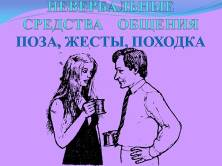 НЕВЕРБАЛЬНЫЕ
СРЕДСТВА ОБЩЕНИЯ
ПОЗА, ЖЕСТЫ, ПОХОДКА